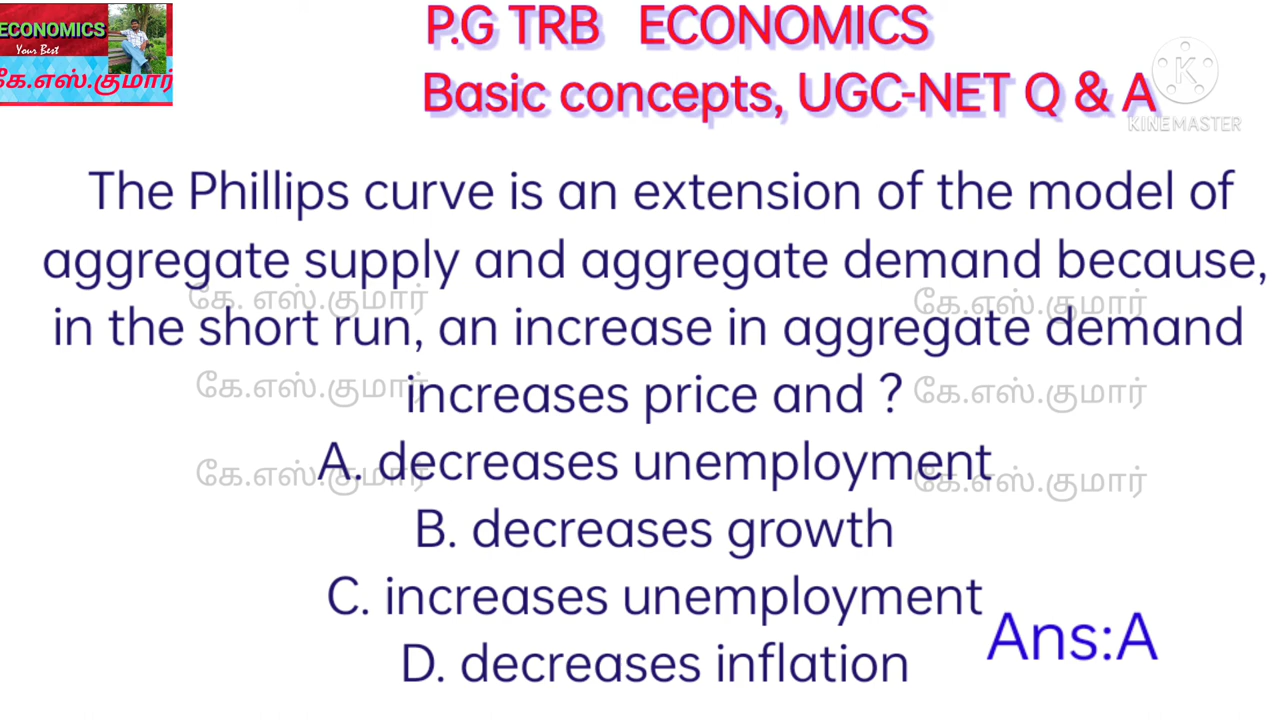 ECONOMICS
Your Best
கே.எஸ்.குமார்
P.G TRB ECONOMICS
Basic concepts, UGC-NET Q & A
K
KINEMASTER
The Phillips curve is an extension of the model of
aggregate supply and aggregate demand because,
கே. எஸ்.குமார் கே.எஸ்.குமார்
in the short run, an increase in aggregate demand
கே.எஸ்.குமார் கே.எஸ்.குமார்
increases price and ?
A. decreases unemployment
கே.எஸ்.குமார் கே.எஸ்.குமார்
B. decreases growth
C. increases unemployment
Ans:A
D. decreases inflation